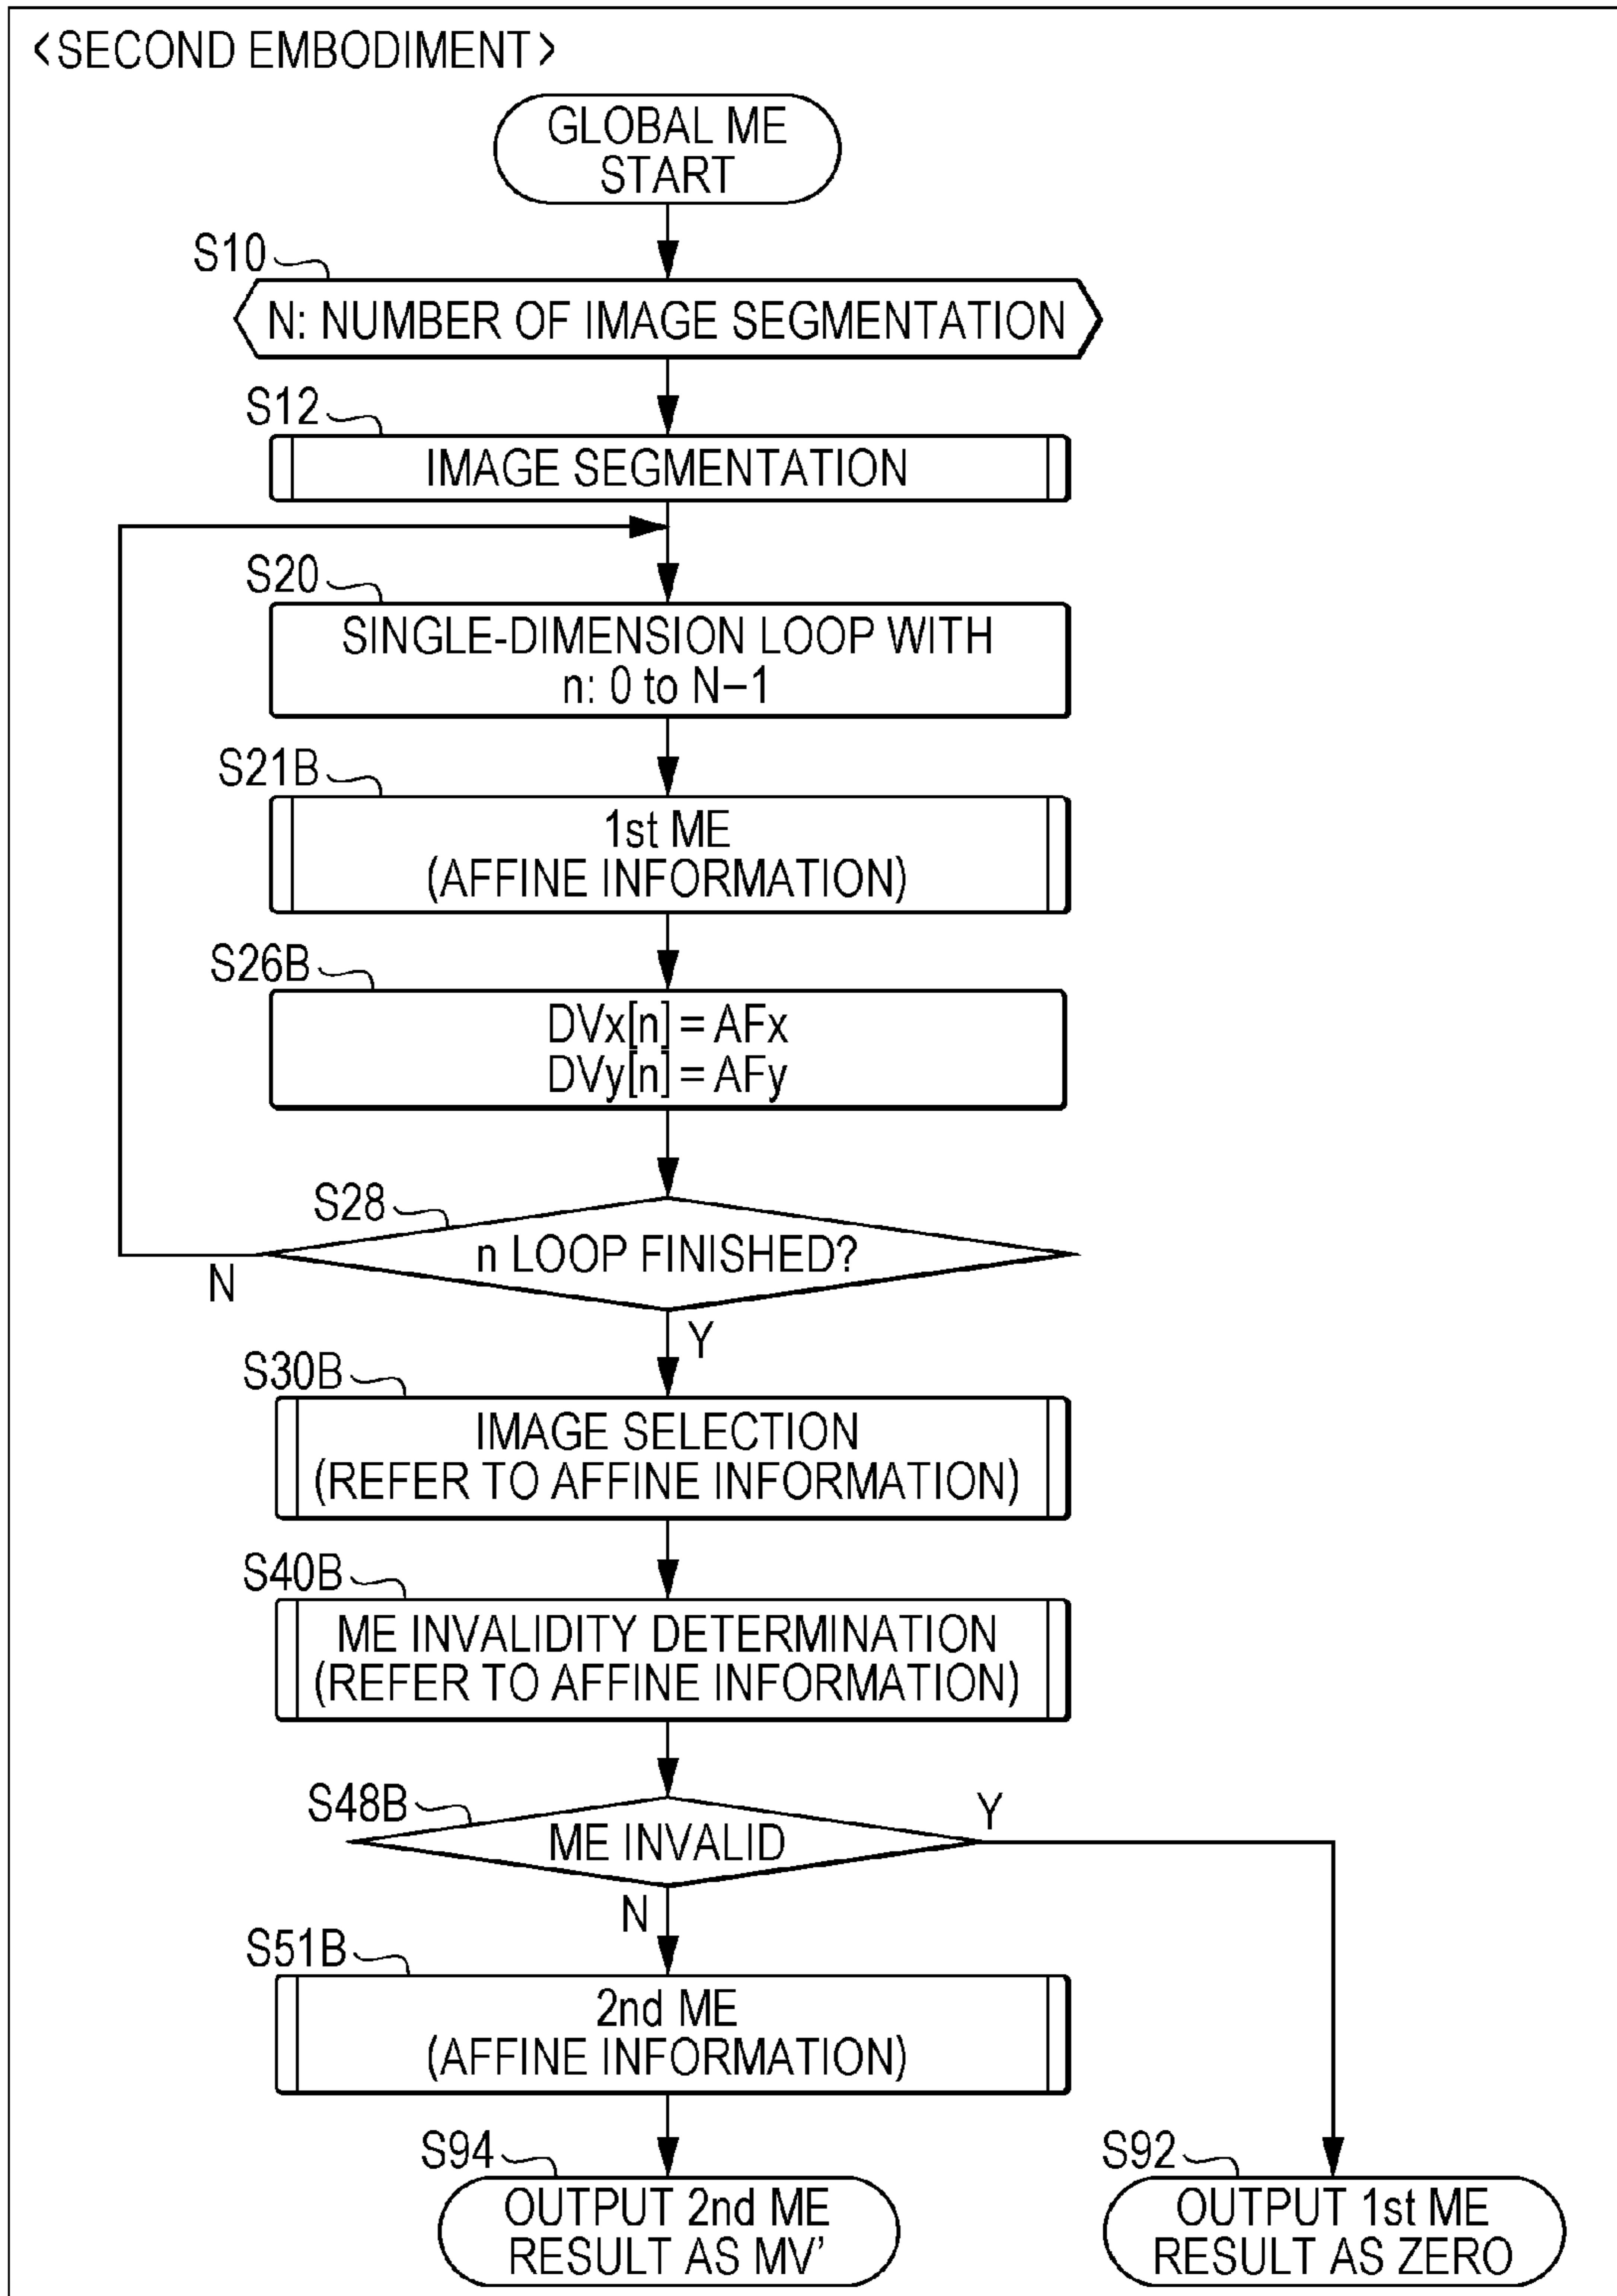 <SECOND EMBODIMENT>
GLOBAL ME
START
S10
N: NUMBER OF IMAGE SEGMENTATION
S12
IMAGE SEGMENTATION
S20
SINGLE-DIMENSION LOOP WITH
n: 0 to N–1
S21B
1st ME
(AFFINE INFORMATION)
S26B
DVx[n] = AFx
DVy[n] = AFy
S28
n LOOP FINISHED?
N
Y
S30B
IMAGE SELECTION
(REFER TO AFFINE INFORMATION)
S40B
ME INVALIDITY DETERMINATION
(REFER TO AFFINE INFORMATION)
S48B
ME INVALID
Y
N
S51B
2nd ME
(AFFINE INFORMATION)
S94
OUTPUT 2nd ME
RESULT AS MV’
S92
OUTPUT 1st ME
RESULT AS ZERO